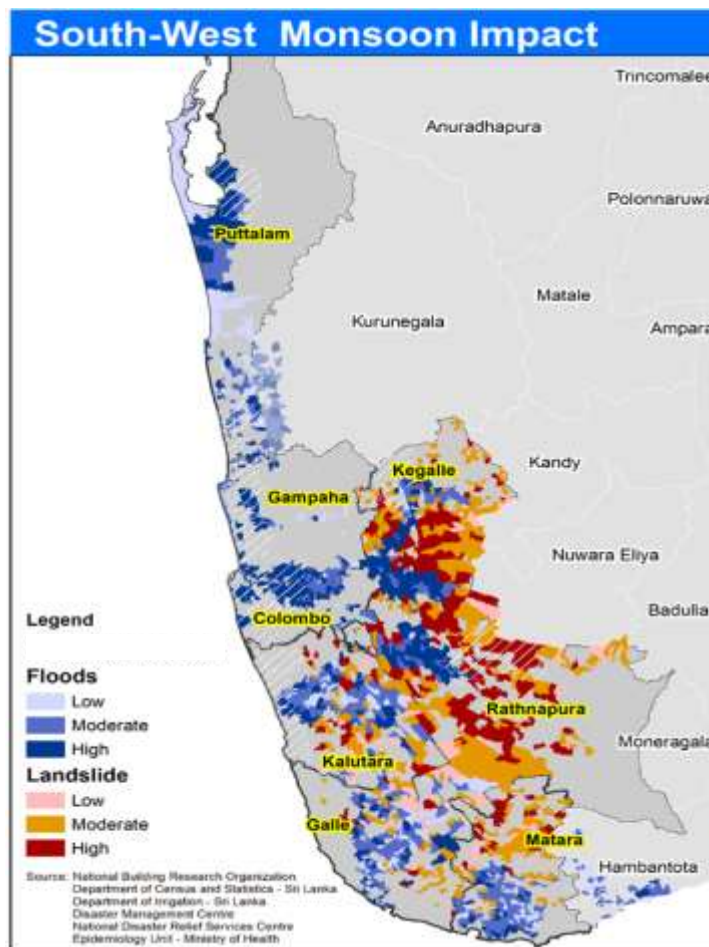 South-West Monsoon Impact
Trincomalee
Anuradhapura
Polonnaruwa
Puttalam
Matale
Kurunegala
Ampara
Kegalle
Kandy
Gampaha
Nuwara Eliya
Badulla
Colombo
Rathnapura
Moneragala
Kalutara
Galle
Matara
Hambantota
Legend
Floods
Low
Moderate
High
Landslide
Low
Moderate
High
Source: National Building Research Organization
Department of Census and Statistics - Sri Lanka
Department of Irrigation - Sri Lanka
Disaster Management Centre
National Disaster Relief Services Centre
Epidemiology Unit - Ministry of Health